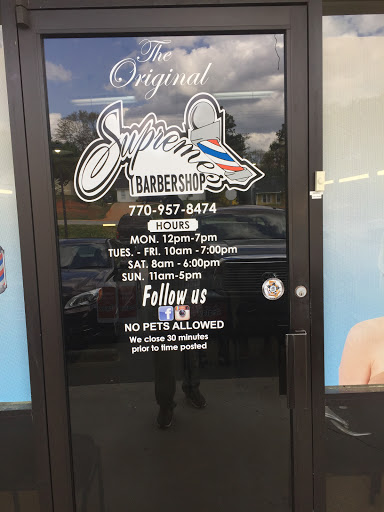 The
Original
Supreme
BARBERSHOP
770-957-8474
HOURS
MON. 12pm-7pm
TUES. - FRI. 10am - 7:00pm
SAT. 8am - 6:00pm
SUN. 11am-5pm
Follow us
NO PETS ALLOWED
We close 30 minutes
prior to time posted